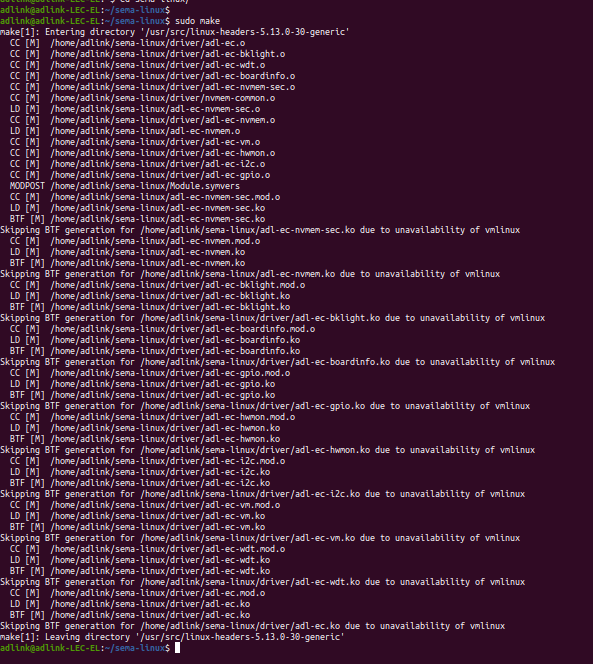 adlink@adlink-LEC-EL:~/sema-linux$
adlink@adlink-LEC-EL:~/sema-linux$ sudo make
make[1]: Entering directory '/usr/src/linux-headers-5.13.0-30-generic'
  CC [M]  /home/adlink/sema-linux/driver/adl-ec.o
  CC [M]  /home/adlink/sema-linux/driver/adl-ec-bklight.o
  CC [M]  /home/adlink/sema-linux/driver/adl-ec-wdt.o
  CC [M]  /home/adlink/sema-linux/driver/adl-ec-boardinfo.o
  CC [M]  /home/adlink/sema-linux/driver/adl-ec-nvmem-sec.o
  CC [M]  /home/adlink/sema-linux/driver/nvmem-common.o
  LD [M]  /home/adlink/sema-linux/adl-ec-nvmem-sec.o
  CC [M]  /home/adlink/sema-linux/driver/adl-ec-nvmem.o
  LD [M]  /home/adlink/sema-linux/adl-ec-nvmem.o
  CC [M]  /home/adlink/sema-linux/driver/adl-ec-vm.o
  CC [M]  /home/adlink/sema-linux/driver/adl-ec-hwmon.o
  CC [M]  /home/adlink/sema-linux/driver/adl-ec-i2c.o
  CC [M]  /home/adlink/sema-linux/driver/adl-ec-gpio.o
  MODPOST /home/adlink/sema-linux/Module.symvers
  CC [M]  /home/adlink/sema-linux/adl-ec-nvmem-sec.mod.o
  LD [M]  /home/adlink/sema-linux/adl-ec-nvmem-sec.ko
  BTF [M] /home/adlink/sema-linux/adl-ec-nvmem-sec.ko
Skipping BTF generation for /home/adlink/sema-linux/adl-ec-nvmem-sec.ko due to unavailability of vmlinux
  CC [M]  /home/adlink/sema-linux/adl-ec-nvmem.mod.o
  LD [M]  /home/adlink/sema-linux/adl-ec-nvmem.ko
  BTF [M] /home/adlink/sema-linux/adl-ec-nvmem.ko
Skipping BTF generation for /home/adlink/sema-linux/adl-ec-nvmem.ko due to unavailability of vmlinux
  CC [M]  /home/adlink/sema-linux/driver/adl-ec-bklight.mod.o
  LD [M]  /home/adlink/sema-linux/driver/adl-ec-bklight.ko
  BTF [M] /home/adlink/sema-linux/driver/adl-ec-bklight.ko
Skipping BTF generation for /home/adlink/sema-linux/driver/adl-ec-bklight.ko due to unavailability of vmlinux
  CC [M]  /home/adlink/sema-linux/driver/adl-ec-boardinfo.mod.o
  LD [M]  /home/adlink/sema-linux/driver/adl-ec-boardinfo.ko
  BTF [M] /home/adlink/sema-linux/driver/adl-ec-boardinfo.ko
Skipping BTF generation for /home/adlink/sema-linux/driver/adl-ec-boardinfo.ko due to unavailability of vmlinux
  CC [M]  /home/adlink/sema-linux/driver/adl-ec-gpio.mod.o
  LD [M]  /home/adlink/sema-linux/driver/adl-ec-gpio.ko
  BTF [M] /home/adlink/sema-linux/driver/adl-ec-gpio.ko
Skipping BTF generation for /home/adlink/sema-linux/driver/adl-ec-gpio.ko due to unavailability of vmlinux
  CC [M]  /home/adlink/sema-linux/driver/adl-ec-hwmon.mod.o
  LD [M]  /home/adlink/sema-linux/driver/adl-ec-hwmon.ko
  BTF [M] /home/adlink/sema-linux/driver/adl-ec-hwmon.ko
Skipping BTF generation for /home/adlink/sema-linux/driver/adl-ec-hwmon.ko due to unavailability of vmlinux
  CC [M]  /home/adlink/sema-linux/driver/adl-ec-i2c.mod.o
  LD [M]  /home/adlink/sema-linux/driver/adl-ec-i2c.ko
  BTF [M] /home/adlink/sema-linux/driver/adl-ec-i2c.ko
Skipping BTF generation for /home/adlink/sema-linux/driver/adl-ec-i2c.ko due to unavailability of vmlinux
  CC [M]  /home/adlink/sema-linux/driver/adl-ec-vm.mod.o
  LD [M]  /home/adlink/sema-linux/driver/adl-ec-vm.ko
  BTF [M] /home/adlink/sema-linux/driver/adl-ec-vm.ko
Skipping BTF generation for /home/adlink/sema-linux/driver/adl-ec-vm.ko due to unavailability of vmlinux
  CC [M]  /home/adlink/sema-linux/driver/adl-ec-wdt.mod.o
  LD [M]  /home/adlink/sema-linux/driver/adl-ec-wdt.ko
  BTF [M] /home/adlink/sema-linux/driver/adl-ec-wdt.ko
Skipping BTF generation for /home/adlink/sema-linux/driver/adl-ec-wdt.ko due to unavailability of vmlinux
  CC [M]  /home/adlink/sema-linux/driver/adl-ec.mod.o
  LD [M]  /home/adlink/sema-linux/driver/adl-ec.ko
  BTF [M] /home/adlink/sema-linux/driver/adl-ec.ko
Skipping BTF generation for /home/adlink/sema-linux/driver/adl-ec.ko due to unavailability of vmlinux
make[1]: Leaving directory '/usr/src/linux-headers-5.13.0-30-generic'
adlink@adlink-LEC-EL:~/sema-linux$